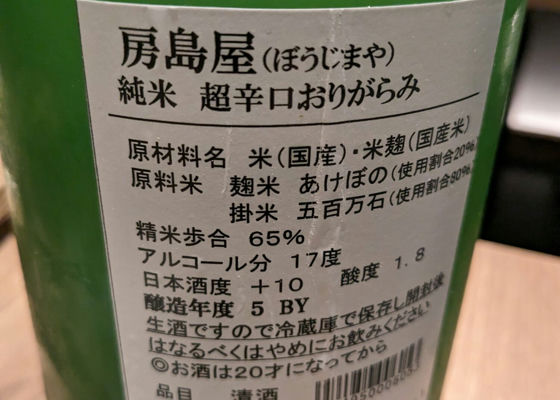 房島屋(ぼうじまや)
純米 超辛口おりがらみ
原材料名 米(国産)・米麹(国産米)
原料米 麹米 あけぼの(使用割合20%)
掛米 五百万石(使用割合80%)
精米歩合 65%
アルコール分 17度
日本酒度 +10 酸度 1.8
醸造年度 5 BY
生酒ですので冷蔵庫で保存し開封後
はなるべくはやめにお飲みください
◎お酒は20才になってから
品目 清酒